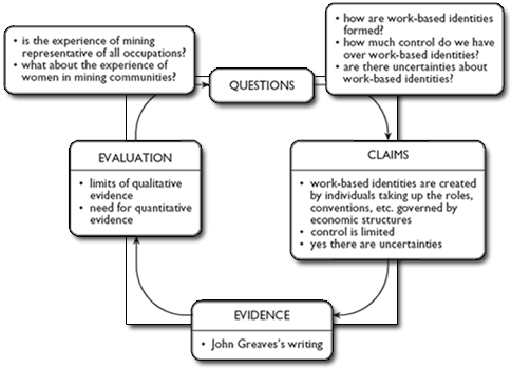 • is the experience of mining
representative of all occupations?
• what about the experience of
women in mining communities?
• how are work-based identities
formed?
• how much control do we have
over work-based identities?
• are there uncertainties about
work-based identities?
QUESTIONS
CLAIMS
• work-based identities are created
by individuals taking up the roles,
conventions, etc. governed by
economic structures
• control is limited
• yes there are uncertainties
EVIDENCE
• John Greaves's writing
EVALUATION
• limits of qualitative
evidence
• need for quantitative
evidence